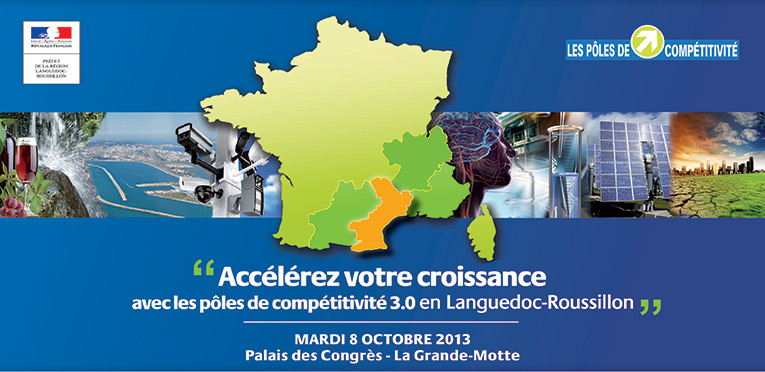 Liberté • Égalité • Fraternité
RÉPUBLIQUE FRANÇAISE
PRÉFET
DE LA RÉGION
LANGUEDOC-
ROUSSILLON
LES PÔLES DE COMPÉTITIVITÉ
“ Accélérez votre croissance
avec les pôles de compétitivité 3.0 en Languedoc-Roussillon ”
MARDI 8 OCTOBRE 2013
Palais des Congrès - La Grande-Motte